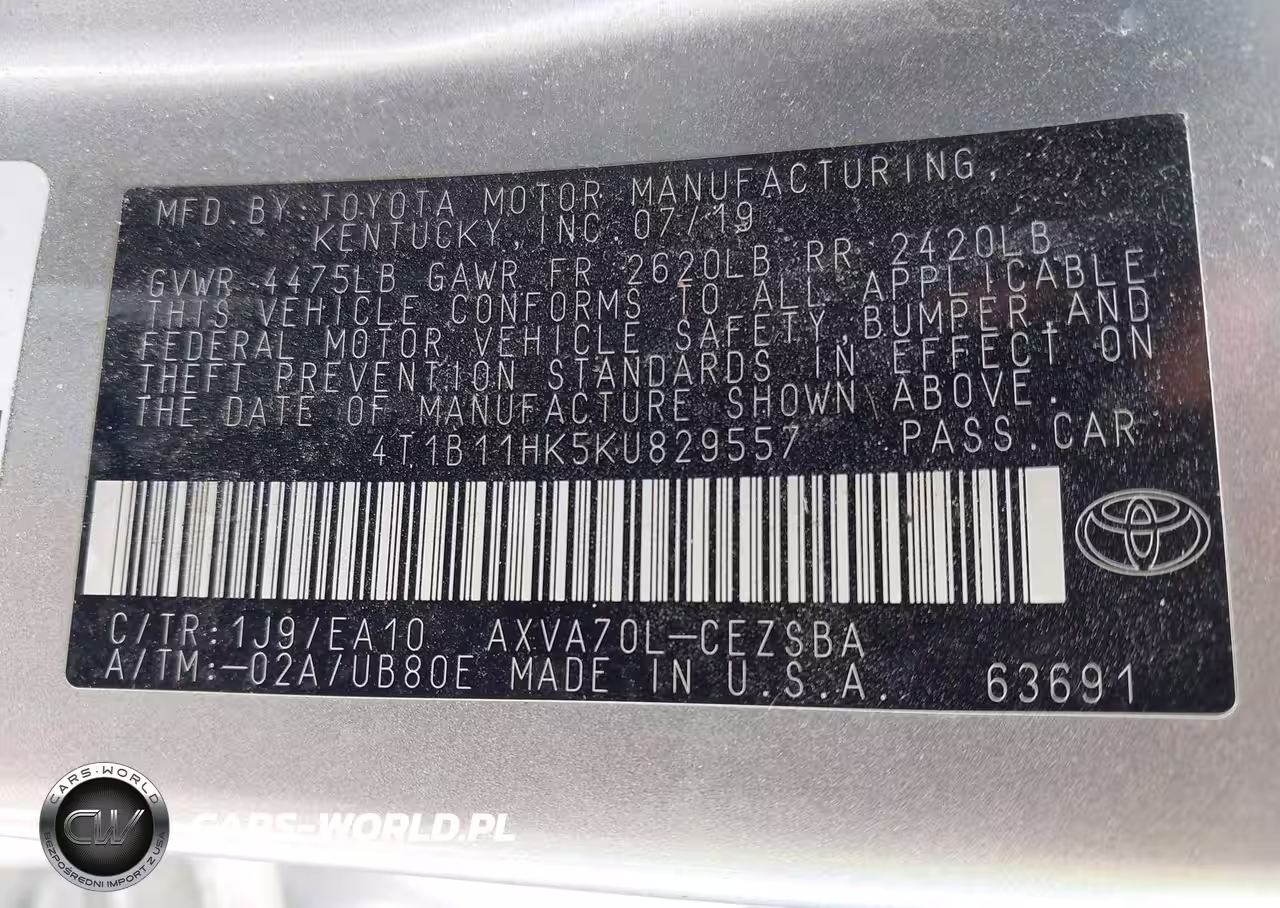 MFD. BY: TOYOTA MOTOR MANUFACTURING,
KENTUCKY, INC. 07/19
GVWR 4475LB GAWR FR 2620LB RR 2420LB
THIS VEHICLE CONFORMS TO ALL APPLICABLE
FEDERAL MOTOR VEHICLE SAFETY, BUMPER, AND
THEFT PREVENTION STANDARDS IN EFFECT ON
THE DATE OF MANUFACTURE SHOWN ABOVE.
4T1B11HK5KU829557 PASS. CAR
C/TR: 1J9/EA10 AXVA70L-CEZSBA
A/TM: -02A/UB80E MADE IN U.S.A. 63691
CARS-WORLD
CW
BEZPOŚREDNI IMPORT Z USA
CARS-WORLD.PL